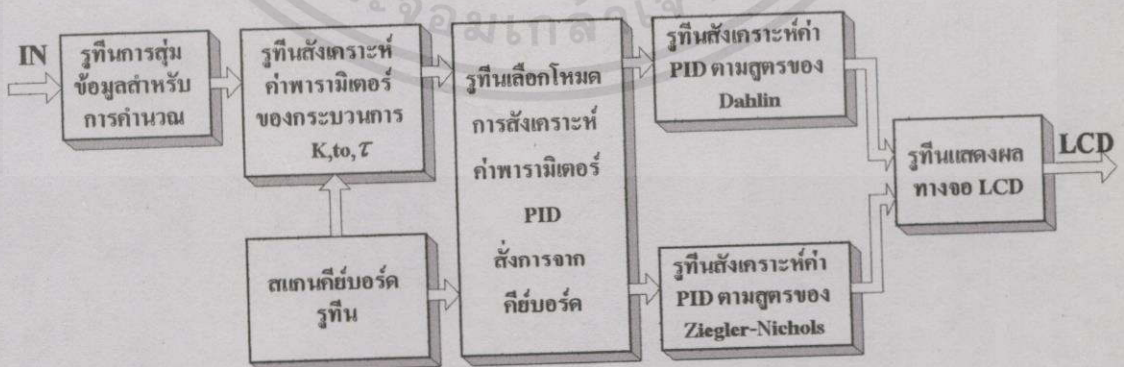 IN
รูทีนการสุ่ม
ข้อมูลสำหรับ
การคำนวณ
รูทีนสังเคราะห์
ค่าพารามิเตอร์
ของกระบวนการ
K,to,τ
สแกนคีย์บอร์ด
รูทีน
รูทีนเลือกโหมด
การสังเคราะห์
ค่าพารามิเตอร์
PID
สั่งการจาก
คีย์บอร์ด
รูทีนสังเคราะห์ค่า
PID ตามสูตรของ
Dahlin
รูทีนสังเคราะห์ค่า
PID ตามสูตรของ
Ziegler-Nichols
รูทีนแสดงผล
ทางจอ LCD
LCD